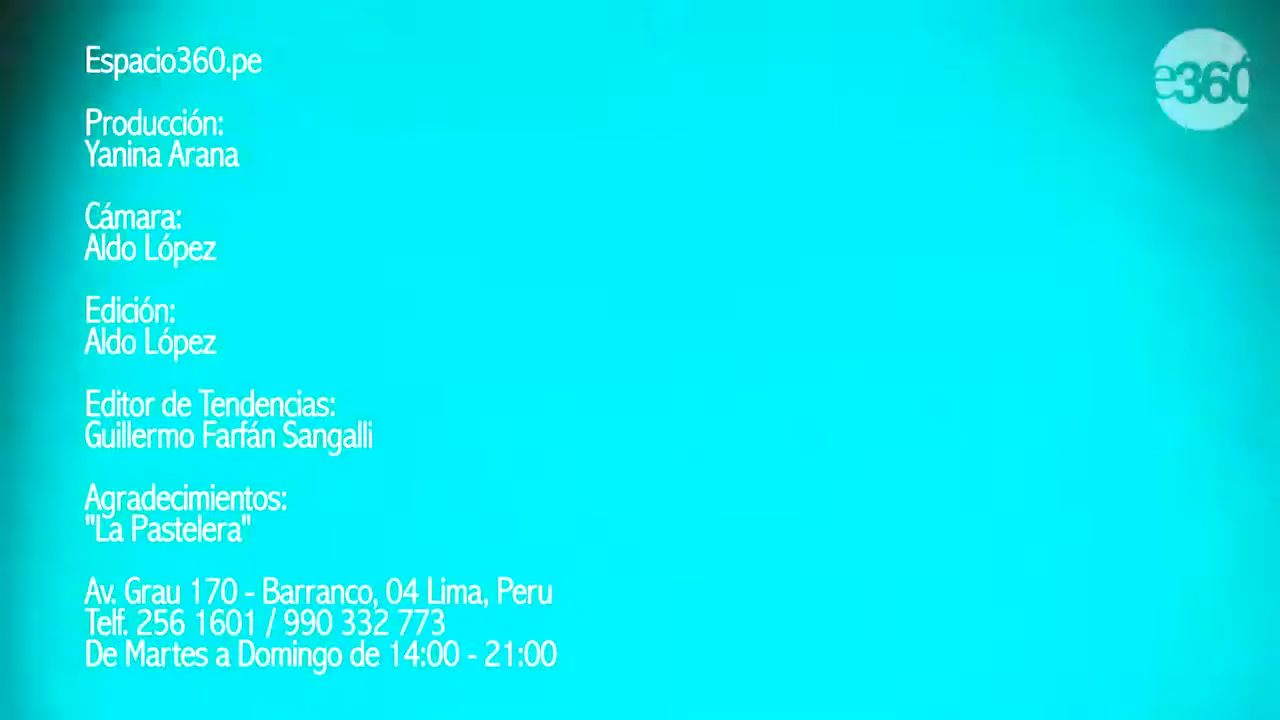 Espacio360.pe
e360
Producción:
Yanina Arana
Cámara:
Aldo López
Edición:
Aldo López
Editor de Tendencias:
Guillermo Farfán Sangalli
Agradecimientos:
"La Pastelera"
Av. Grau 170 - Barranco, 04 Lima, Peru
Telf. 256 1601 / 990 332 773
De Martes a Domingo de 14:00 - 21:00